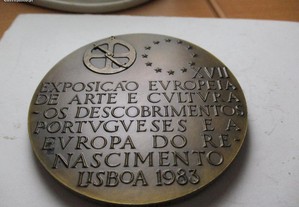 XVII
EXPOSIÇÃO EVROPEIA
DE ARTE E CVLTVRA
OS DESCOBRIMENTOS
PORTVGVESES E A
EVROPA DO RE-
NASCIMENTO
LISBOA 1983